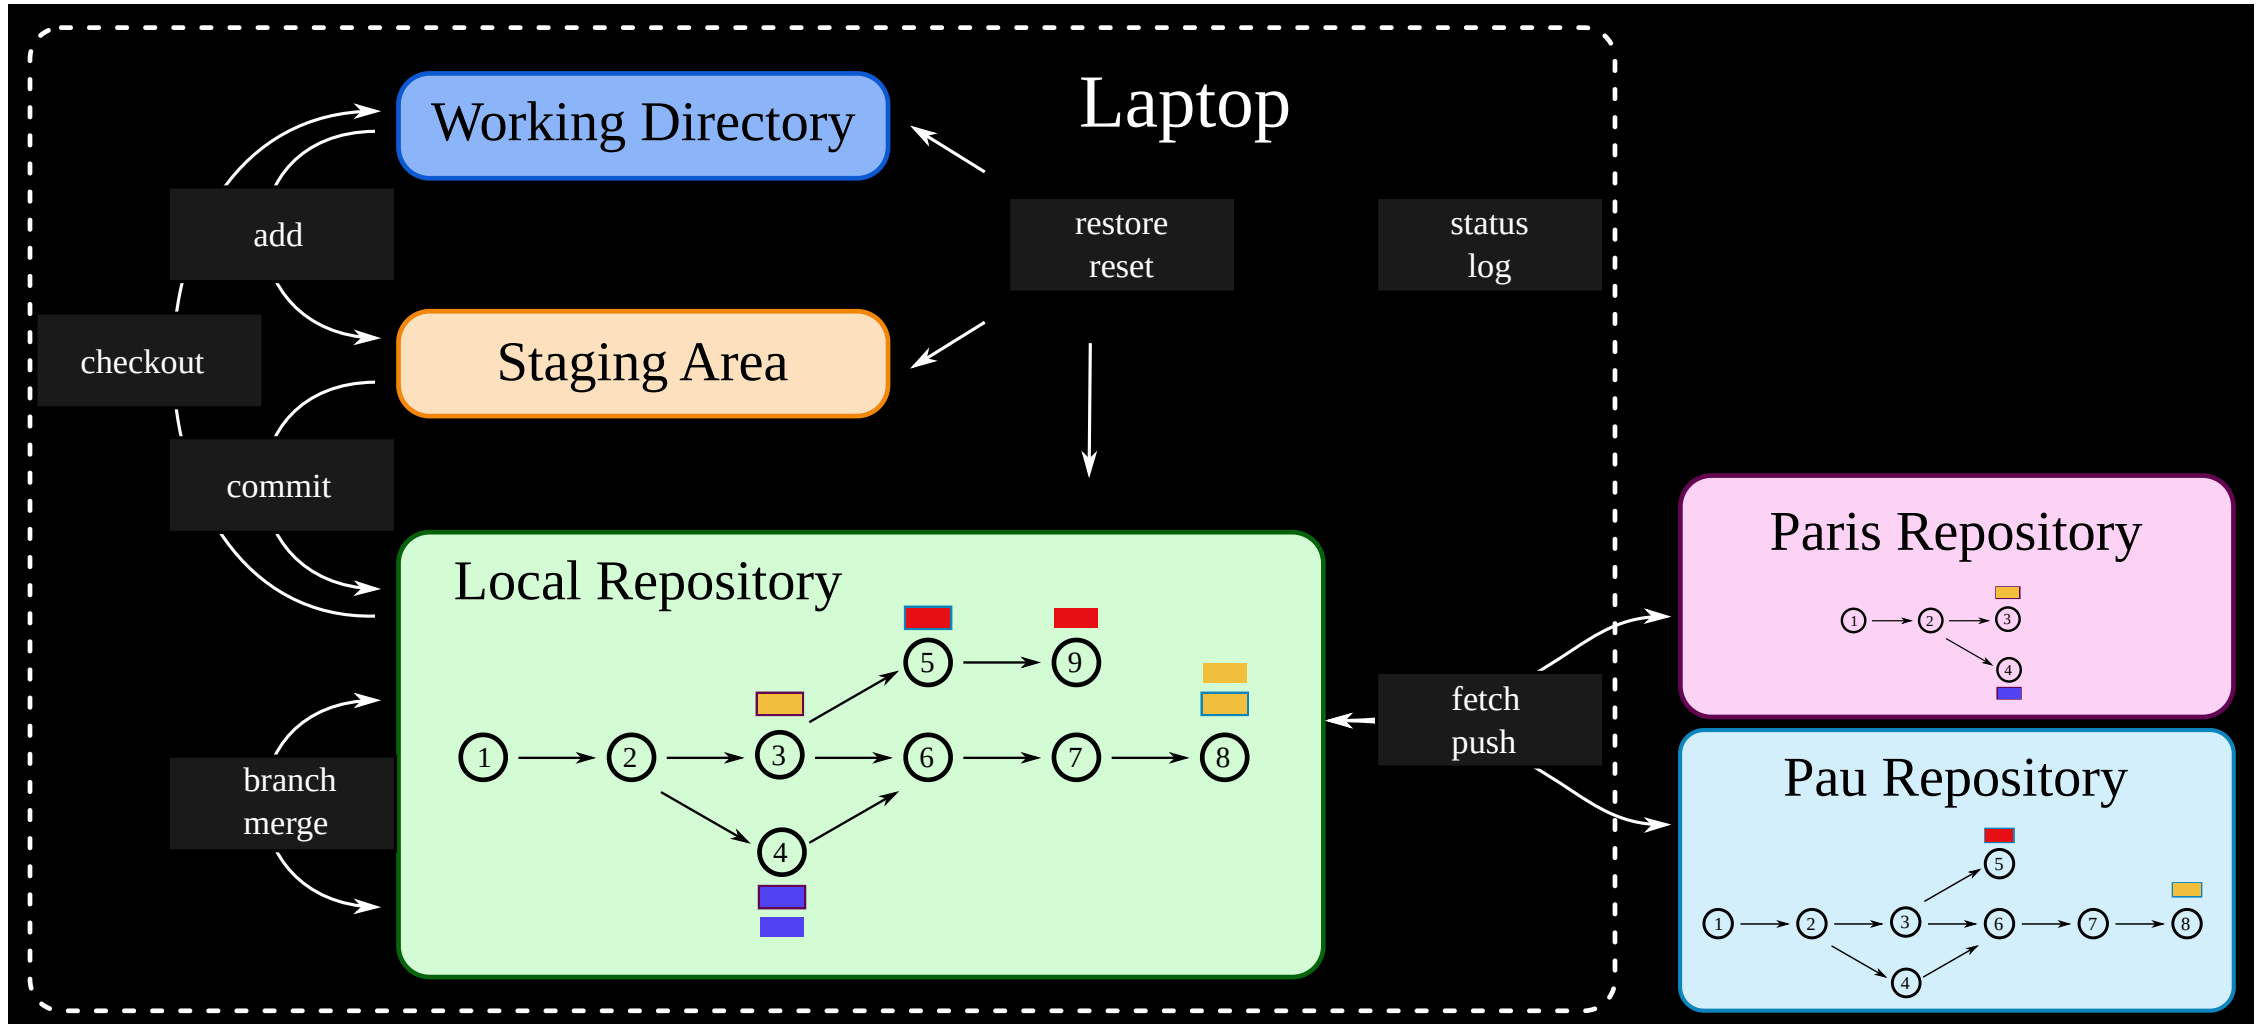 Laptop
Working Directory
add
restore
reset
status
log
checkout
Staging Area
commit
Local Repository
5
9
1
2
3
6
7
8
4
branch
merge
fetch
push
Paris Repository
1
2
3
4
Pau Repository
5
1
2
3
6
7
8
4